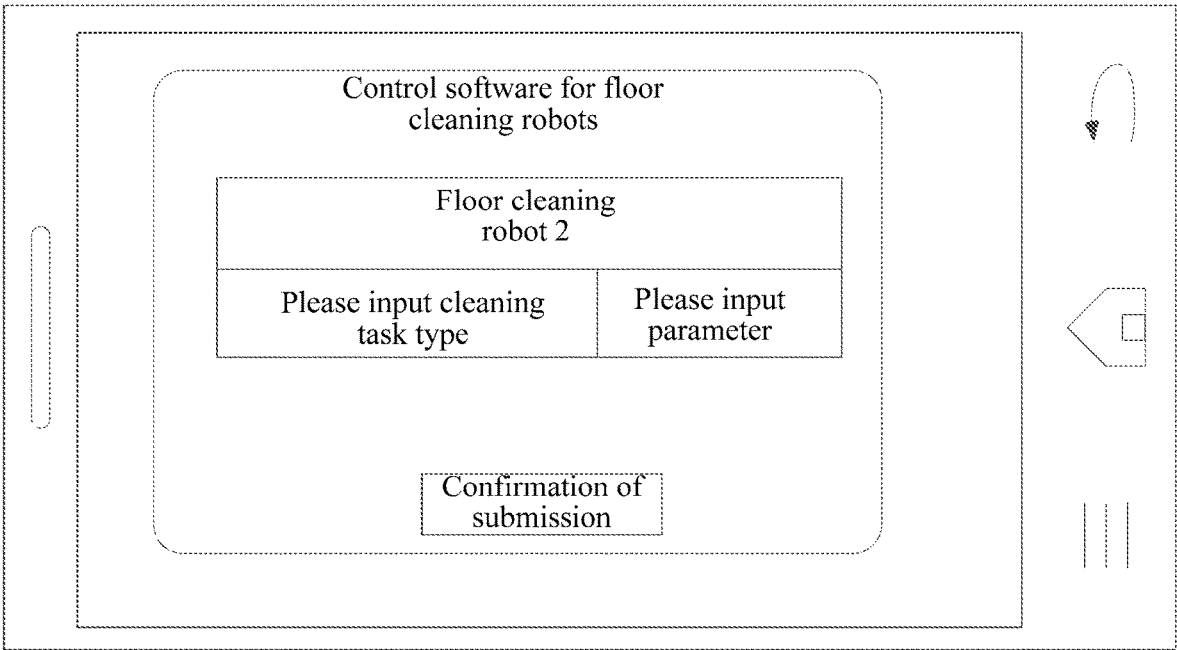 Control software for floor
cleaning robots
Floor cleaning
robot 2
Please input cleaning
task type
Please input
parameter
Confirmation of
submission